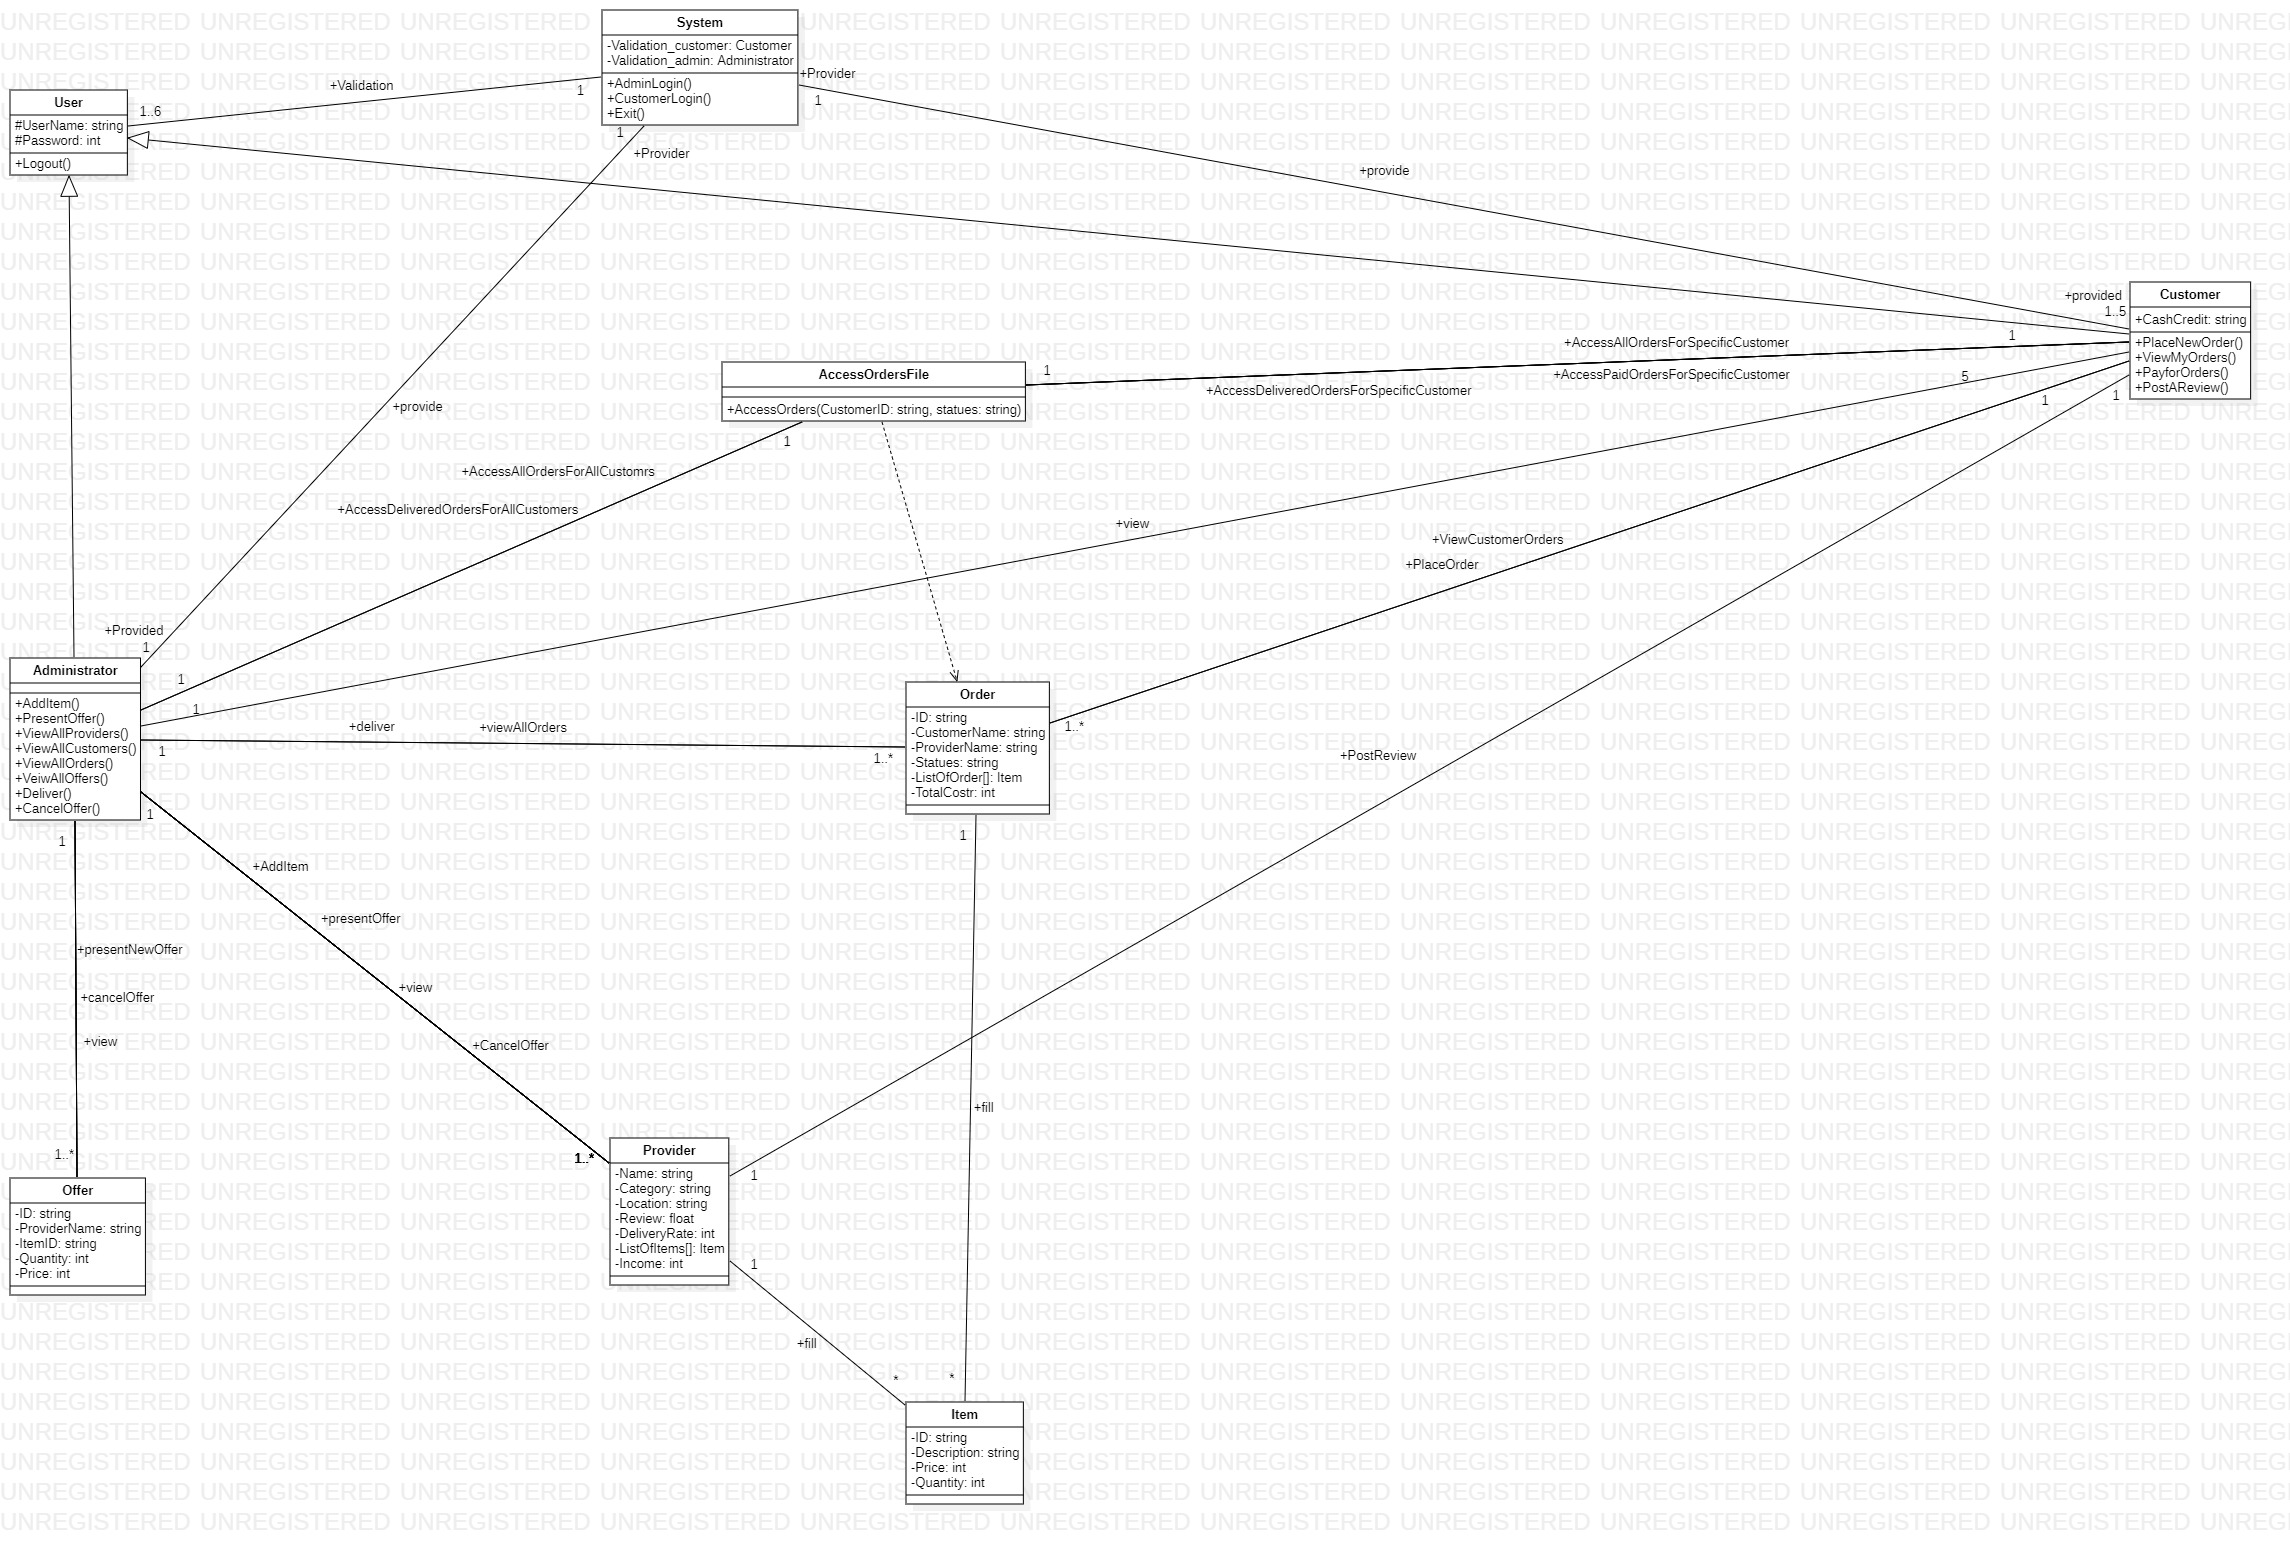 System
-Validation_customer: Customer
-Validation_admin: Administrator
+AdminLogin()
+CustomerLogin()
+Exit()
+Validation
1
1..6
User
#UserName: string
#Password: int
+Logout()
+Provider
1
+provide
+provided
1..5
1
+Provider
+provide
+Provided
1
Customer
+CashCredit: string
+PlaceNewOrder()
+ViewMyOrders()
+PayforOrders()
+PostAReview()
AccessOrdersFile
+AccessOrders(CustomerID: string, statues: string)
1
+AccessAllOrdersForSpecificCustomer
1
+AccessDeliveredOrdersForSpecificCustomer
+AccessPaidOrdersForSpecificCustomer
5
1
1
1
+AccessAllOrdersForAllCustomrs
+AccessDeliveredOrdersForAllCustomers
1
+view
1
+ViewCustomerOrders
+PlaceOrder
1..*
Administrator
+AddItem()
+PresentOffer()
+ViewAllProviders()
+ViewAllCustomers()
+ViewAllOrders()
+VeiwAllOffers()
+Deliver()
+CancelOffer()
+deliver
+viewAllOrders
1
1..*
Order
-ID: string
-CustomerName: string
-ProviderName: string
-Statues: string
-ListOfOrder[]: Item
-TotalCostr: int
+PostReview
1
1
1
+AddItem
+presentOffer
+view
+CancelOffer
1..*
+presentNewOffer
+cancelOffer
+view
1..*
Offer
-ID: string
-ProviderName: string
-ItemID: string
-Quantity: int
-Price: int
Provider
-Name: string
-Category: string
-Location: string
-Review: float
-DeliveryRate: int
-ListOfItems[]: Item
-Income: int
1
1
+fill
+fill
*
*
Item
-ID: string
-Description: string
-Price: int
-Quantity: int
UNREGISTERED